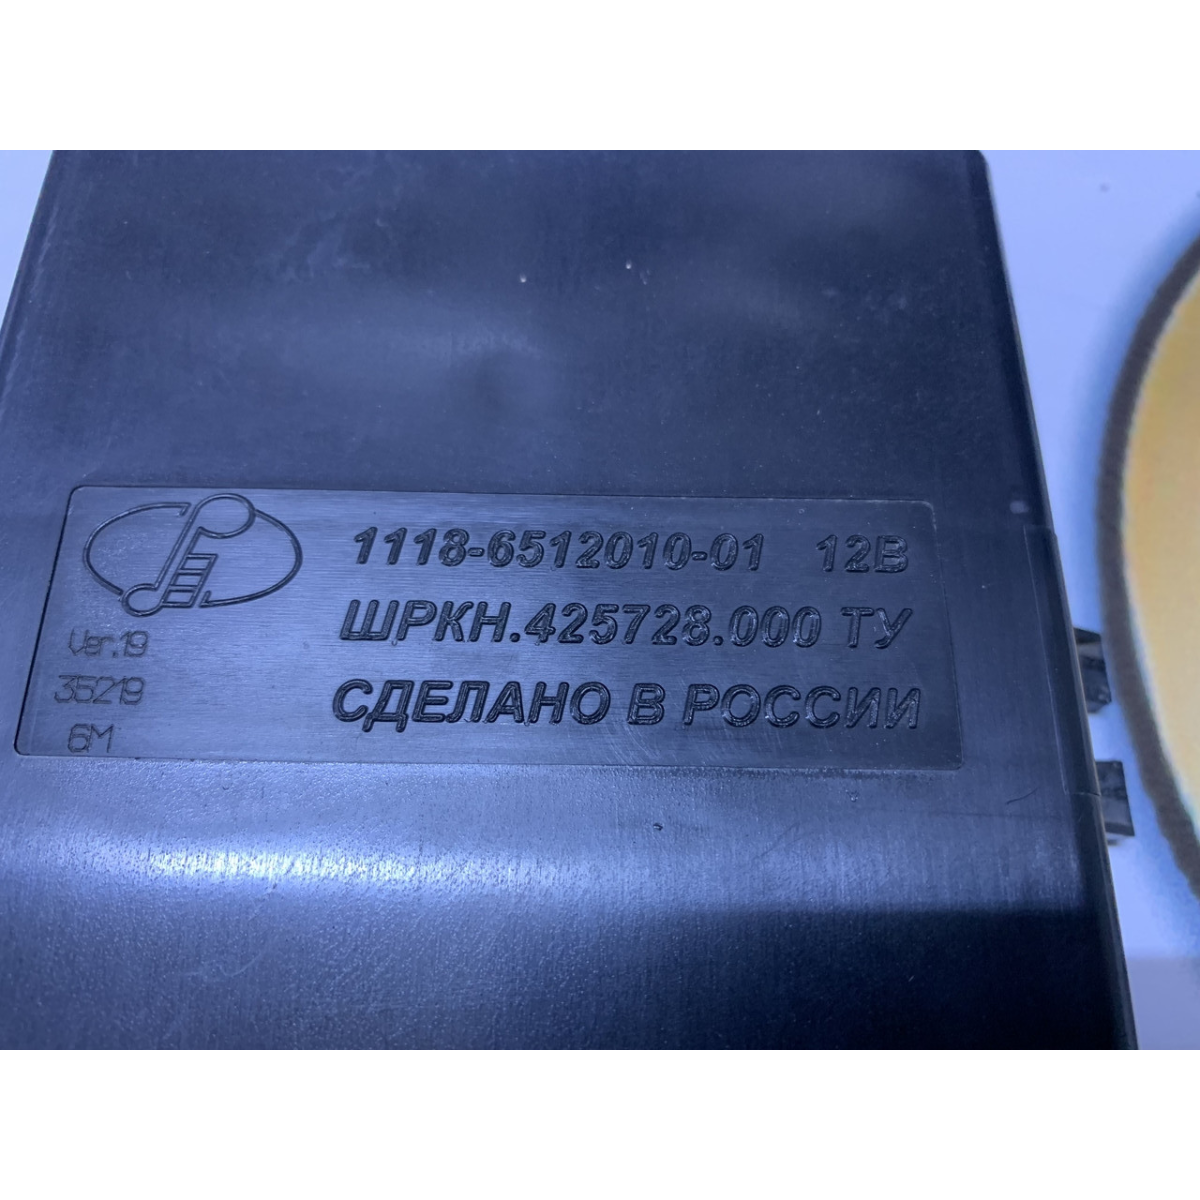 1118-6512010-01 12В
ШРКН.425728.000 ТУ
СДЕЛАНО В РОССИИ
Ver.19
35219
6М